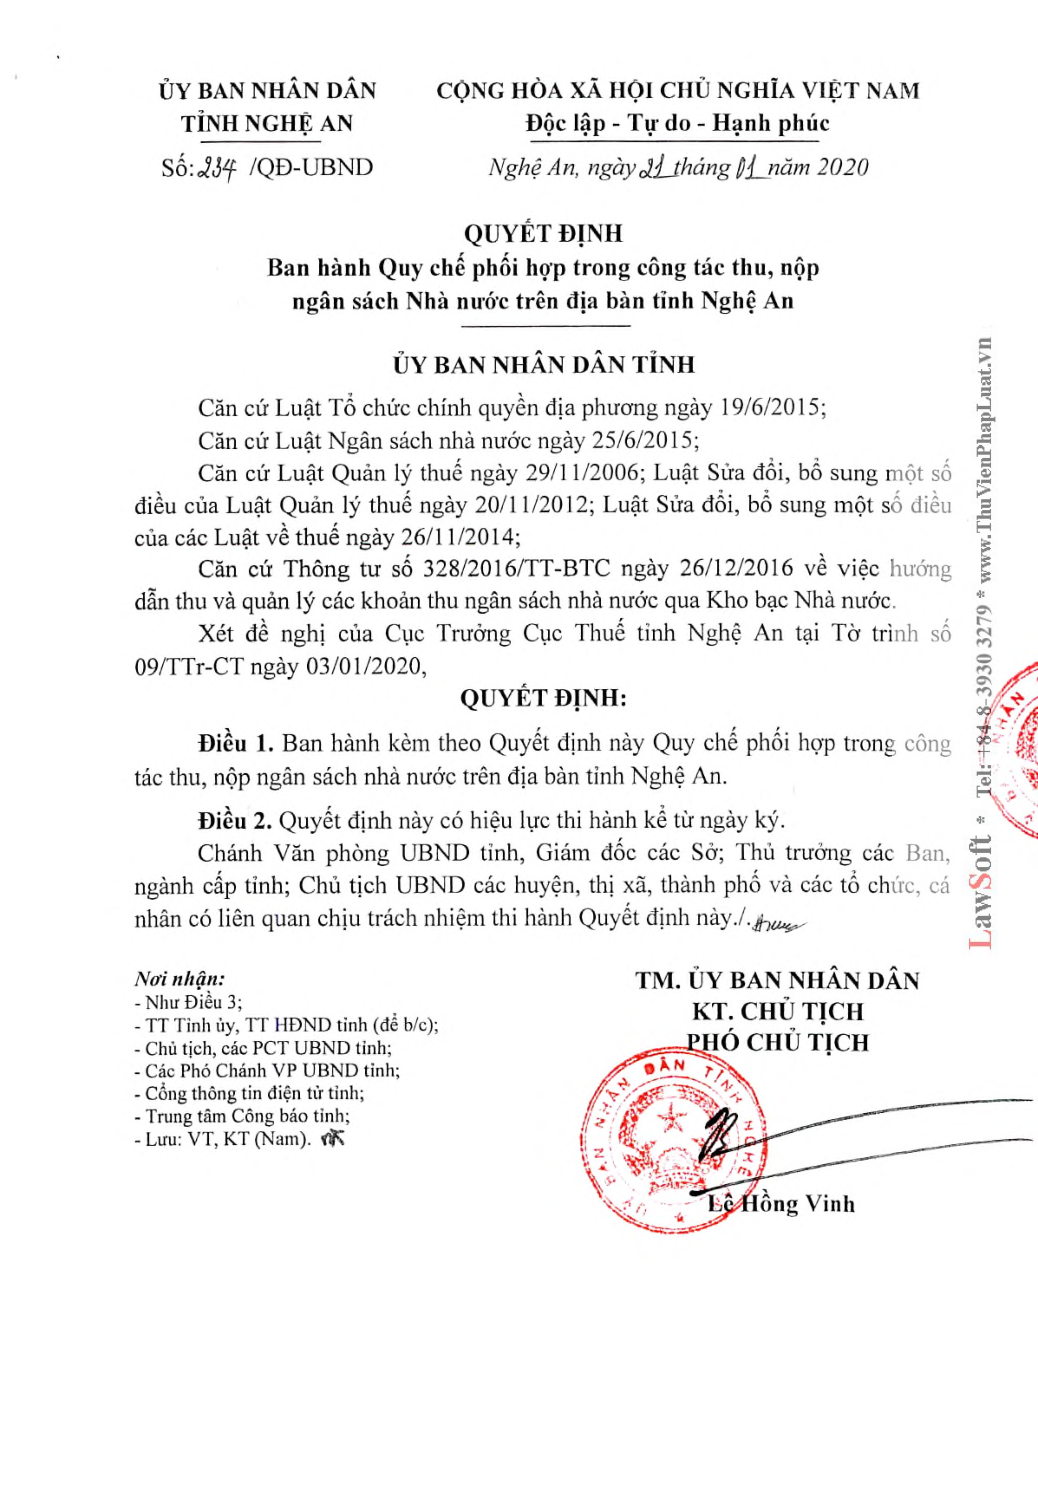 ỦY BAN NHÂN DÂN
TỈNH NGHỆ AN
Số: 234 /QĐ-UBND
CỘNG HÒA XÃ HỘI CHỦ NGHĨA VIỆT NAM
Độc lập - Tự do - Hạnh phúc
Nghệ An, ngày 21 tháng 01 năm 2020
QUYẾT ĐỊNH
Ban hành Quy chế phối hợp trong công tác thu, nộp
ngân sách Nhà nước trên địa bàn tỉnh Nghệ An
ỦY BAN NHÂN DÂN TỈNH
Căn cứ Luật Tổ chức chính quyền địa phương ngày 19/6/2015;
Căn cứ Luật Ngân sách nhà nước ngày 25/6/2015;
Căn cứ Luật Quản lý thuế ngày 29/11/2006; Luật Sửa đổi, bổ sung một số
điều của Luật Quản lý thuế ngày 20/11/2012; Luật Sửa đổi, bổ sung một số điều
của các Luật về thuế ngày 26/11/2014;
Căn cứ Thông tư số 328/2016/TT-BTC ngày 26/12/2016 về việc hướng
dẫn thu và quản lý các khoản thu ngân sách nhà nước qua Kho bạc Nhà nước.
Xét đề nghị của Cục Trưởng Cục Thuế tỉnh Nghệ An tại Tờ trình số
09/TTr-CT ngày 03/01/2020,
QUYẾT ĐỊNH:
Điều 1. Ban hành kèm theo Quyết định này Quy chế phối hợp trong công
tác thu, nộp ngân sách nhà nước trên địa bàn tỉnh Nghệ An.
Điều 2. Quyết định này có hiệu lực thi hành kể từ ngày ký.
Chánh Văn phòng UBND tỉnh, Giám đốc các Sở; Thủ trưởng các Ban,
ngành cấp tỉnh; Chủ tịch UBND các huyện, thị xã, thành phố và các tổ chức, cá
nhân có liên quan chịu trách nhiệm thi hành Quyết định này./.
Nơi nhận:
- Như Điều 3;
- TT Tỉnh ủy, TT HĐND tỉnh (để b/c);
- Chủ tịch, các PCT UBND tỉnh;
- Các Phó Chánh VP UBND tỉnh;
- Cổng thông tin điện tử tỉnh;
- Trung tâm Công báo tỉnh;
- Lưu: VT, KT (Nam).
TM. ỦY BAN NHÂN DÂN
KT. CHỦ TỊCH
PHÓ CHỦ TỊCH
ỦY BAN NHÂN DÂN TỈNH NGHỆ
Lê Hồng Vinh
LawSoft * Tel: +84-8-3930 3279 * www.ThuVienPhapLuat.vn